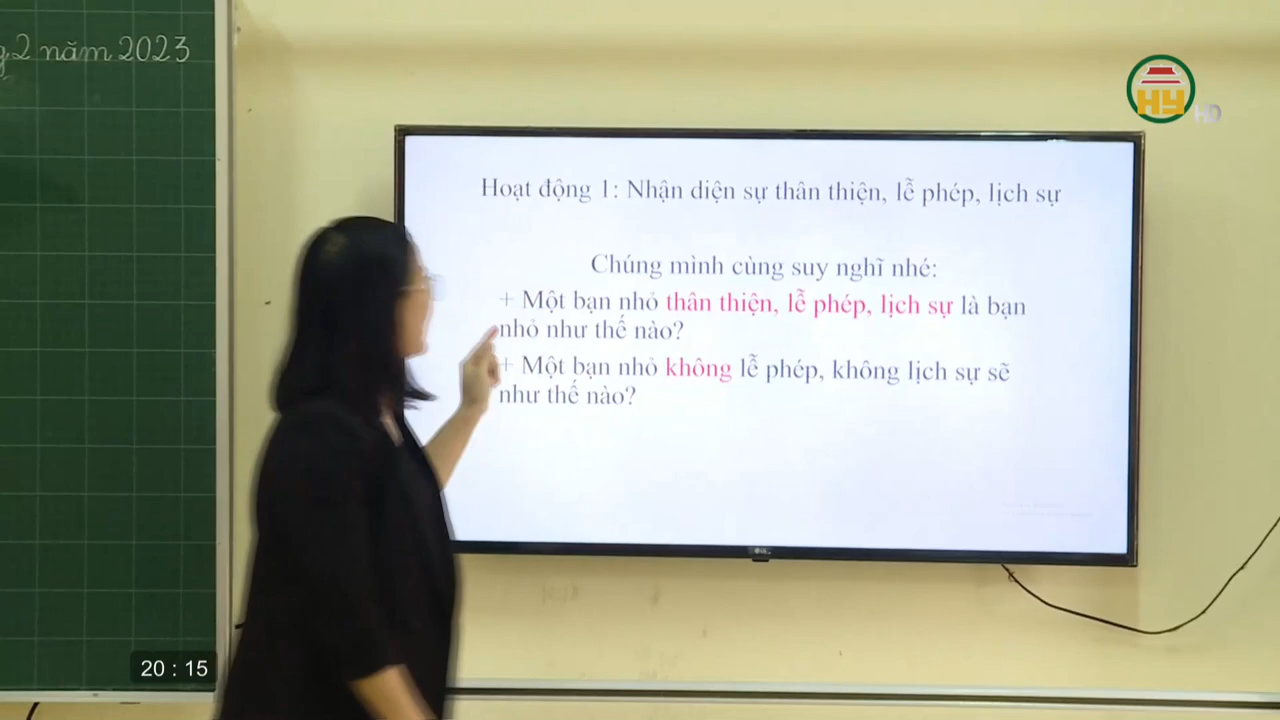 2 năm 2023
HY
HD
Hoạt động 1: Nhận diện sự thân thiện, lễ phép, lịch sự
Chúng mình cùng suy nghĩ nhé:
+ Một bạn nhỏ thân thiện, lễ phép, lịch sự là bạn
nhỏ như thế nào?
+ Một bạn nhỏ không lễ phép, không lịch sự sẽ
như thế nào?
LG
20 : 15